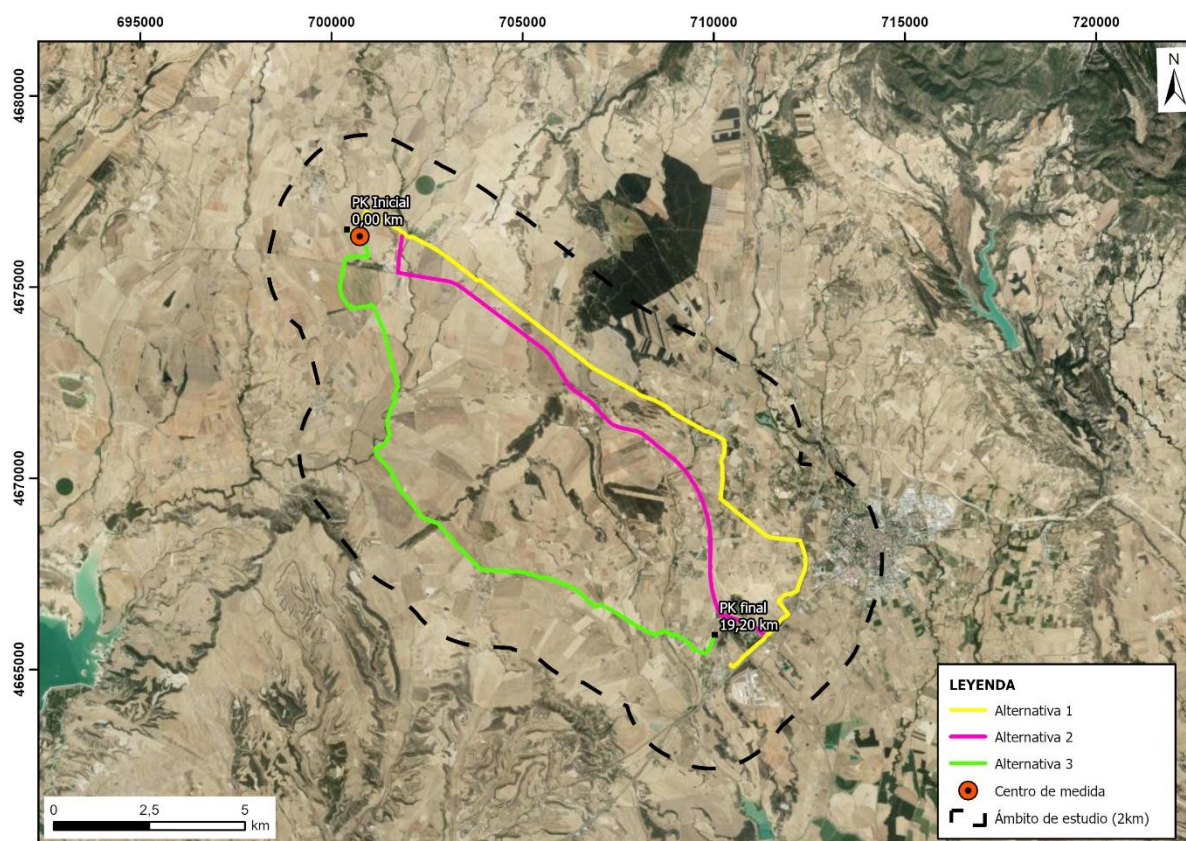 695000
700000
705000
710000
715000
720000
4680000
4675000
4670000
4665000
N
PK Inicial
0,00 km
PK final
19,20 km
LEYENDA
Alternativa 1
Alternativa 2
Alternativa 3
Centro de medida
Ámbito de estudio (2km)
0
2,5
5
km